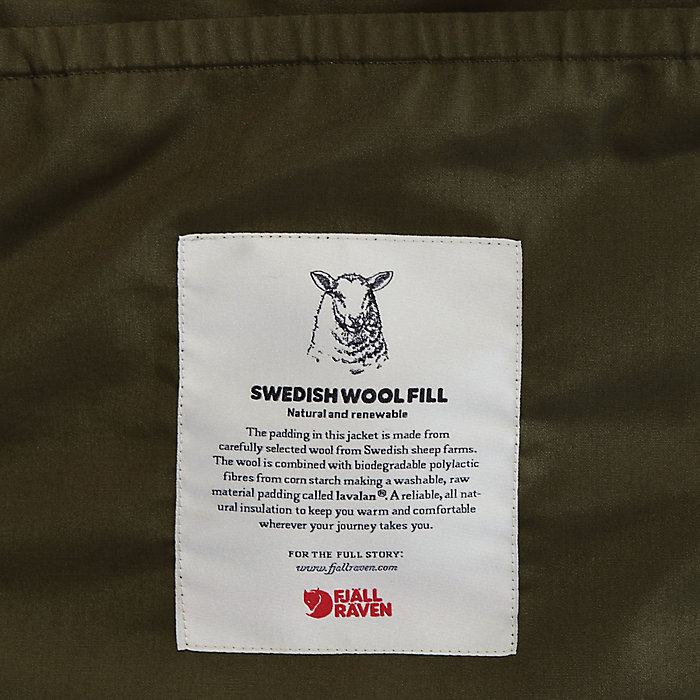 SWEDISH WOOL FILL
Natural and renewable
The padding in this jacket is made from
carefully selected wool from Swedish sheep farms.
The wool is combined with biodegradable polylactic
fibres from corn starch making a washable, raw
material padding called lavalan®. A reliable, all nat-
ural insulation to keep you warm and comfortable
wherever your journey takes you.
FOR THE FULL STORY:
www.fjallraven.com
FJÄLL
RÄVEN